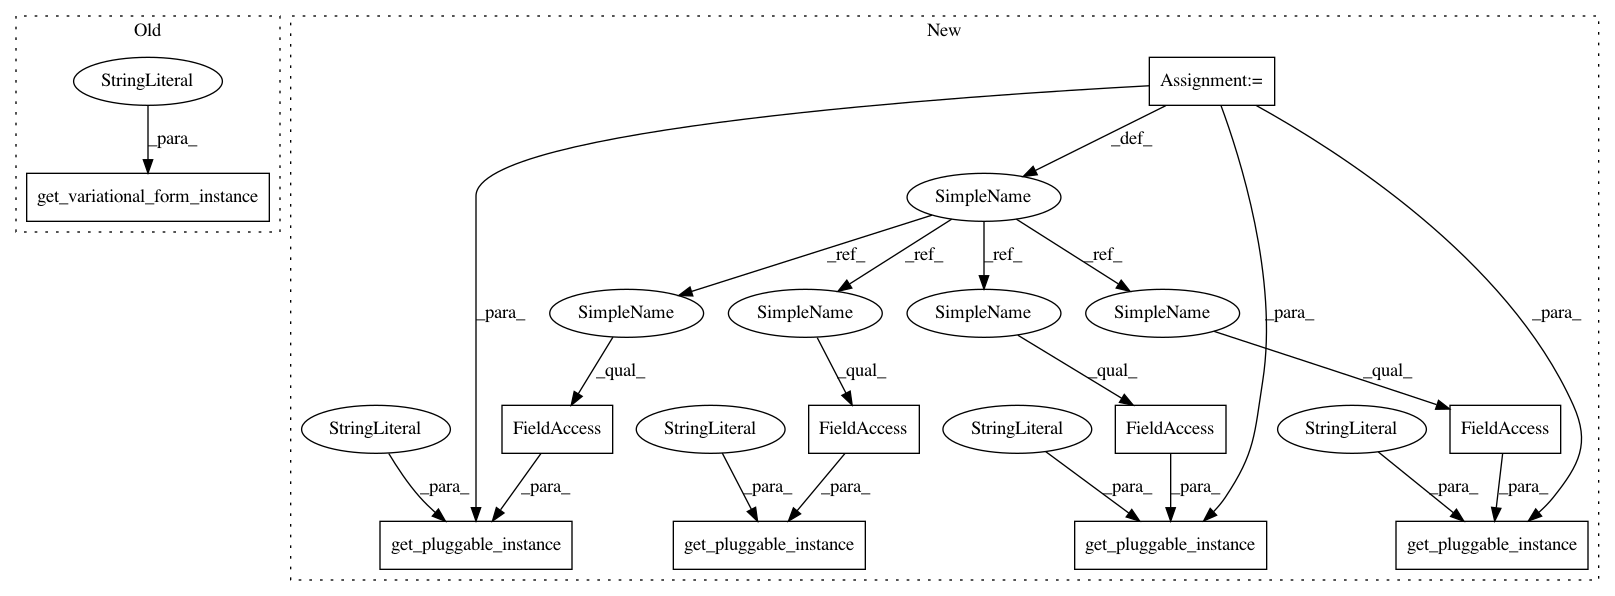 Old
New
StringLiteral
Assignment:=
_para_
_def_
get_variational_form_instance
SimpleName
_ref_
_ref_
_ref_
_ref_
_para_
SimpleName
SimpleName
SimpleName
SimpleName
_para_
_para_
_qual_
_qual_
_qual_
_qual_
StringLiteral
FieldAccess
StringLiteral
FieldAccess
StringLiteral
FieldAccess
StringLiteral
FieldAccess
_para_
_para_
_para_
_para_
_para_
_para_
_para_
_para_
get_pluggable_instance
get_pluggable_instance
get_pluggable_instance
get_pluggable_instance